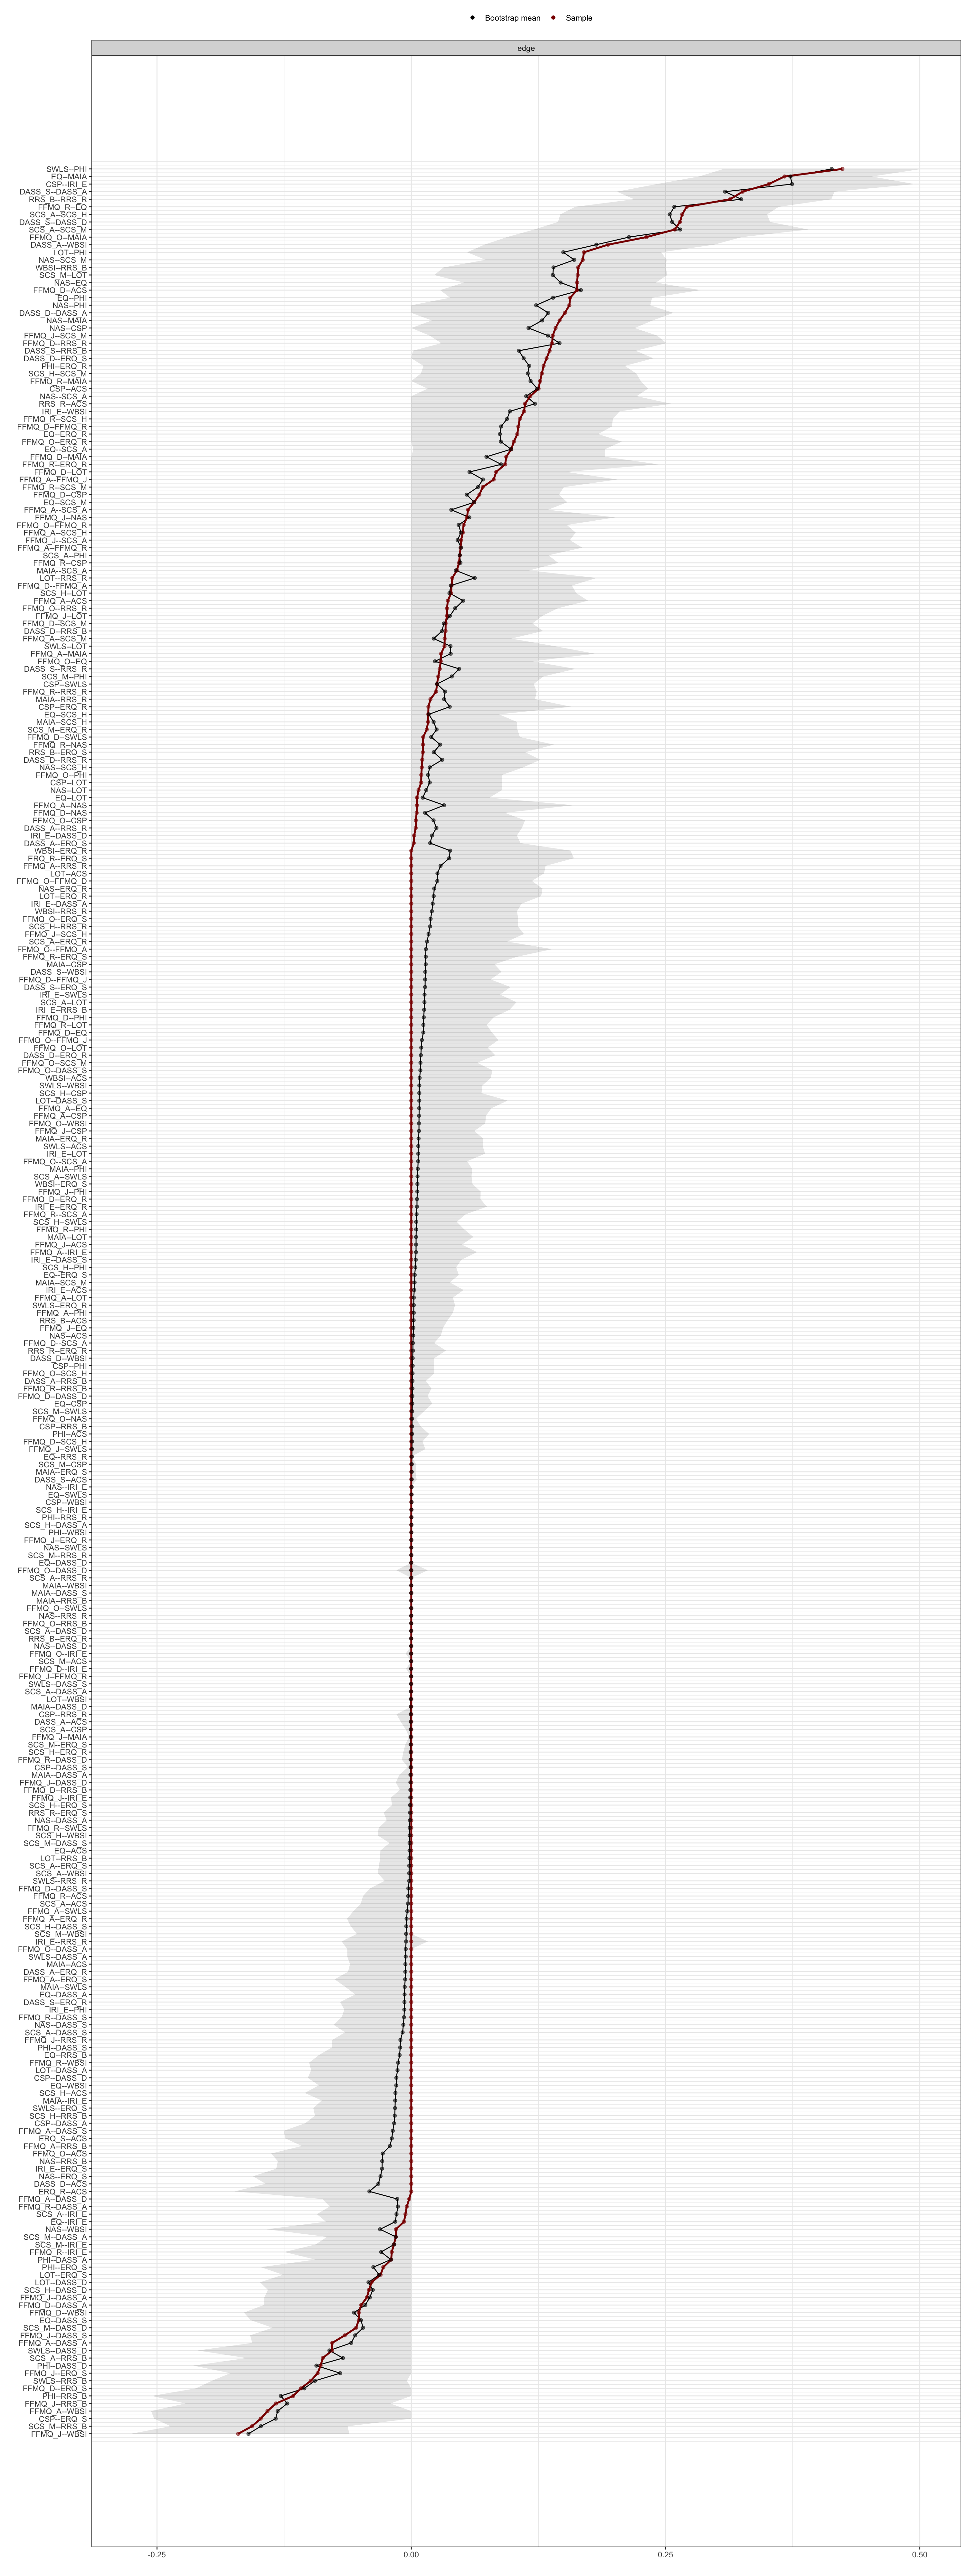 Bootstrap mean Sample
edge
SWLS--PHI
EQ--MAIA
CSP--IRI_E
DASS_S--DASS_A
RRS_B--RRS_R
FFMQ_R--EQ
SCS_A--SCS_H
DASS_S--DASS_D
SCS_A--SCS_M
FFMQ_O--MAIA
DASS_A--WBSI
LOT--PHI
NAS--SCS_M
WBSI--RRS_B
SCS_M--LOT
NAS--EQ
FFMQ_D--ACS
EQ--PHI
NAS--PHI
DASS_D--DASS_A
NAS--MAIA
NAS--CSP
FFMQ_J--SCS_M
FFMQ_D--RRS_R
DASS_S--RRS_B
DASS_D--ERQ_S
PHI--ERQ_R
SCS_H--SCS_M
FFMQ_R--MAIA
CSP--ACS
NAS--SCS_A
RRS_R--ACS
IRI_E--WBSI
FFMQ_R--SCS_H
FFMQ_D--FFMQ_R
EQ--ERQ_R
FFMQ_O--ERQ_R
EQ--SCS_A
FFMQ_D--MAIA
FFMQ_R--ERQ_R
FFMQ_D--LOT
FFMQ_A--FFMQ_J
FFMQ_R--SCS_M
FFMQ_D--CSP
EQ--SCS_M
FFMQ_A--SCS_A
FFMQ_J--NAS
FFMQ_O--FFMQ_R
FFMQ_A--SCS_H
FFMQ_J--SCS_A
FFMQ_A--FFMQ_R
SCS_A--PHI
FFMQ_R--CSP
MAIA--SCS_A
LOT--RRS_R
FFMQ_D--FFMQ_A
SCS_H--LOT
FFMQ_A--ACS
FFMQ_O--RRS_R
FFMQ_J--LOT
FFMQ_D--SCS_M
DASS_D--RRS_B
FFMQ_A--SCS_M
SWLS--LOT
FFMQ_A--MAIA
FFMQ_O--EQ
DASS_S--RRS_R
SCS_M--PHI
CSP--SWLS
FFMQ_R--RRS_R
MAIA--RRS_R
CSP--ERQ_R
EQ--SCS_H
MAIA--SCS_H
SCS_M--ERQ_R
FFMQ_D--SWLS
FFMQ_R--NAS
RRS_B--ERQ_S
DASS_D--RRS_R
NAS--SCS_H
FFMQ_O--PHI
CSP--LOT
NAS--LOT
EQ--LOT
FFMQ_A--NAS
FFMQ_D--NAS
FFMQ_O--CSP
DASS_A--RRS_R
IRI_E--DASS_D
DASS_A--ERQ_S
WBSI--ERQ_R
ERQ_R--ERQ_S
FFMQ_A--RRS_R
LOT--ACS
FFMQ_O--FFMQ_D
NAS--ERQ_R
LOT--ERQ_R
IRI_E--DASS_A
WBSI--RRS_R
FFMQ_O--ERQ_S
SCS_H--RRS_R
FFMQ_J--SCS_H
SCS_A--ERQ_R
FFMQ_O--FFMQ_A
FFMQ_R--ERQ_S
MAIA--CSP
DASS_S--WBSI
FFMQ_D--FFMQ_J
DASS_S--ERQ_S
IRI_E--SWLS
SCS_A--LOT
IRI_E--RRS_B
FFMQ_D--PHI
FFMQ_R--LOT
FFMQ_D--EQ
FFMQ_O--FFMQ_J
FFMQ_O--LOT
DASS_D--ERQ_R
FFMQ_O--SCS_M
FFMQ_O--DASS_S
WBSI--ACS
SWLS--WBSI
SCS_H--CSP
LOT--DASS_S
FFMQ_A--EQ
FFMQ_A--CSP
FFMQ_O--WBSI
FFMQ_J--CSP
MAIA--ERQ_R
SWLS--ACS
IRI_E--LOT
FFMQ_O--SCS_A
MAIA--PHI
SCS_A--SWLS
WBSI--ERQ_S
FFMQ_J--PHI
FFMQ_D--ERQ_R
IRI_E--ERQ_R
FFMQ_R--SCS_A
SCS_H--SWLS
FFMQ_R--PHI
MAIA--LOT
FFMQ_J--ACS
FFMQ_A--IRI_E
IRI_E--DASS_S
SCS_H--PHI
EQ--ERQ_S
MAIA--SCS_M
IRI_E--ACS
FFMQ_A--LOT
SWLS--ERQ_R
FFMQ_A--PHI
RRS_B--ACS
FFMQ_J--EQ
NAS--ACS
FFMQ_D--SCS_A
RRS_R--ERQ_R
DASS_D--WBSI
CSP--PHI
FFMQ_O--SCS_H
DASS_A--RRS_B
FFMQ_R--RRS_B
FFMQ_D--DASS_D
EQ--CSP
SCS_M--SWLS
FFMQ_O--NAS
CSP--RRS_B
PHI--ACS
FFMQ_D--SCS_H
FFMQ_J--SWLS
EQ--RRS_R
SCS_M--CSP
MAIA--ERQ_S
DASS_S--ACS
NAS--IRI_E
EQ--SWLS
CSP--WBSI
SCS_H--IRI_E
PHI--RRS_R
SCS_H--DASS_A
PHI--WBSI
FFMQ_J--ERQ_R
NAS--SWLS
SCS_M--RRS_R
EQ--DASS_D
FFMQ_O--DASS_D
SCS_A--RRS_R
MAIA--WBSI
MAIA--DASS_S
MAIA--RRS_B
FFMQ_O--SWLS
NAS--RRS_R
FFMQ_O--RRS_B
SCS_A--DASS_D
RRS_B--ERQ_R
NAS--DASS_D
FFMQ_O--IRI_E
SCS_M--ACS
FFMQ_D--IRI_E
FFMQ_J--FFMQ_R
SWLS--DASS_S
SCS_A--DASS_A
LOT--WBSI
MAIA--DASS_D
CSP--RRS_R
DASS_A--ACS
SCS_A--CSP
FFMQ_J--MAIA
SCS_M--ERQ_S
SCS_H--ERQ_R
FFMQ_R--DASS_D
CSP--DASS_S
MAIA--DASS_A
FFMQ_J--DASS_D
FFMQ_D--RRS_B
FFMQ_J--IRI_E
SCS_H--ERQ_S
RRS_R--ERQ_S
NAS--DASS_A
FFMQ_R--SWLS
SCS_H--WBSI
SCS_M--DASS_S
EQ--ACS
LOT--RRS_B
SCS_A--ERQ_S
SCS_A--WBSI
SWLS--RRS_R
FFMQ_D--DASS_S
FFMQ_R--ACS
SCS_A--ACS
FFMQ_A--SWLS
FFMQ_A--ERQ_R
SCS_H--DASS_S
SCS_M--WBSI
IRI_E--RRS_R
FFMQ_O--DASS_A
SWLS--DASS_A
MAIA--ACS
DASS_A--ERQ_R
FFMQ_A--ERQ_S
MAIA--SWLS
EQ--DASS_A
DASS_S--ERQ_R
IRI_E--PHI
FFMQ_R--DASS_S
NAS--DASS_S
SCS_A--DASS_S
FFMQ_J--RRS_R
PHI--DASS_S
EQ--RRS_B
FFMQ_R--WBSI
LOT--DASS_A
CSP--DASS_D
EQ--WBSI
SCS_H--ACS
MAIA--IRI_E
SWLS--ERQ_S
SCS_H--RRS_B
CSP--DASS_A
FFMQ_A--DASS_S
ERQ_S--ACS
FFMQ_A--RRS_B
FFMQ_O--ACS
NAS--RRS_B
IRI_E--ERQ_S
NAS--ERQ_S
DASS_D--ACS
ERQ_R--ACS
FFMQ_A--DASS_D
FFMQ_R--DASS_A
SCS_A--IRI_E
EQ--IRI_E
NAS--WBSI
SCS_M--DASS_A
SCS_M--IRI_E
FFMQ_R--IRI_E
PHI--DASS_A
PHI--ERQ_S
LOT--ERQ_S
LOT--DASS_D
SCS_H--DASS_D
FFMQ_J--DASS_A
FFMQ_D--DASS_A
FFMQ_D--WBSI
EQ--DASS_S
SCS_M--DASS_D
FFMQ_J--DASS_S
FFMQ_A--DASS_A
SWLS--DASS_D
SCS_A--RRS_B
PHI--DASS_D
FFMQ_J--ERQ_S
SWLS--RRS_B
FFMQ_D--ERQ_S
PHI--RRS_B
FFMQ_J--RRS_B
FFMQ_A--WBSI
CSP--ERQ_S
SCS_M--RRS_B
FFMQ_J--WBSI
-0.25 0.00 0.25 0.50